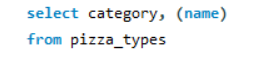 select category, (name)
from pizza_types